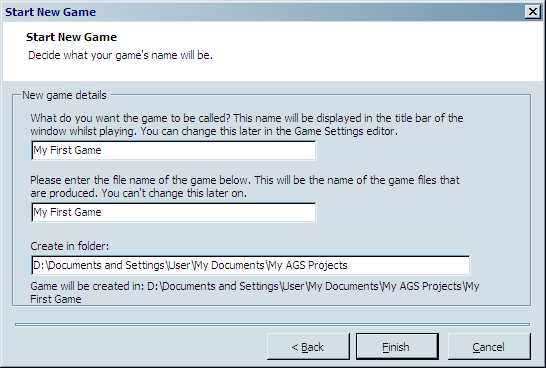 Start New Game
Start New Game
Decide what your game's name will be.
New game details
What do you want the game to be called? This name will be displayed in the title bar of the
window whilst playing. You can change this later in the Game Settings editor.
My First Game
Please enter the file name of the game below. This will be the name of the game files that
are produced. You can't change this later on.
My First Game
Create in folder:
D:\Documents and Settings\User\My Documents\My AGS Projects
Game will be created in: D:\Documents and Settings\User\My Documents\My AGS Projects\My
First Game
< Back
Finish
Cancel